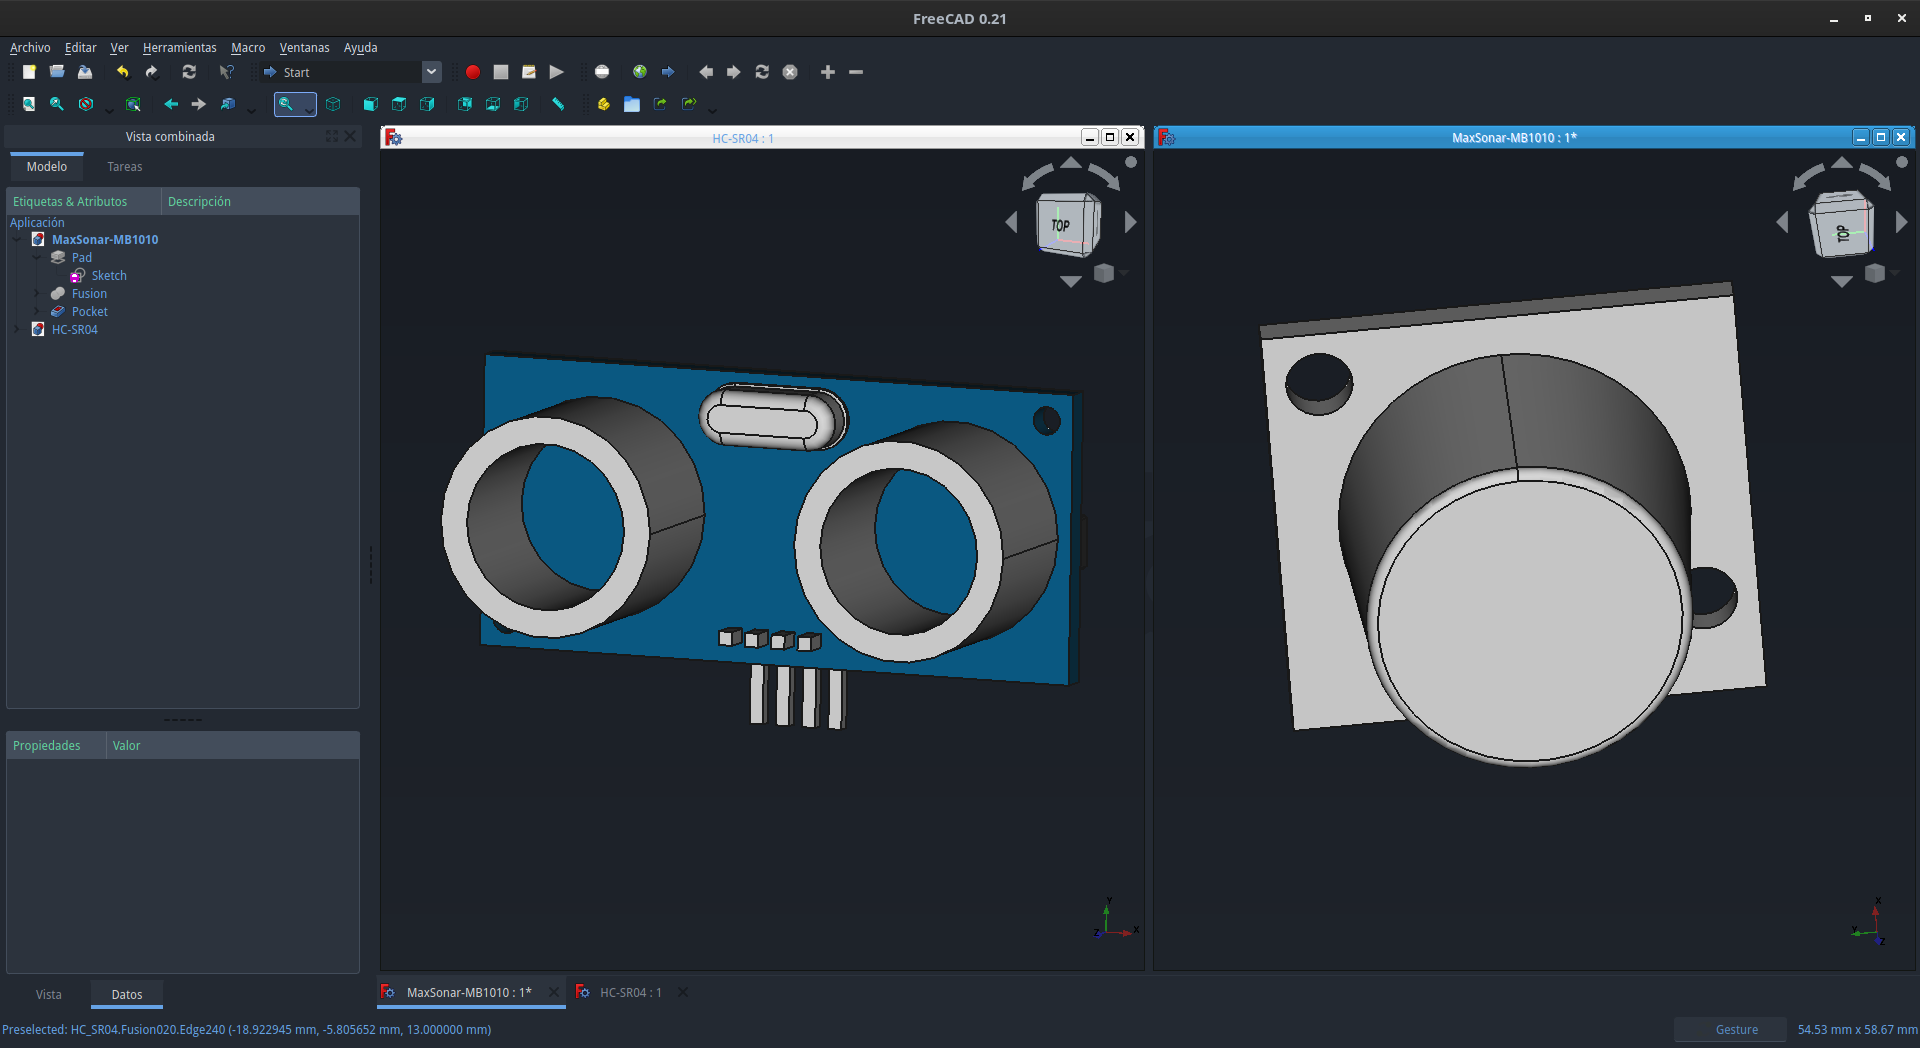 FreeCAD 0.21
Archivo Editar Ver Herramientas Macro Ventanas Ayuda
Start
Vista combinada
Modelo Tareas
Etiquetas & Atributos Descripción
Aplicación
MaxSonar-MB1010
Pad
Sketch
Fusion
Pocket
HC-SR04
Propiedades Valor
Vista Datos
HC-SR04 : 1
TOP
Y
Z X
MaxSonar-MB1010 : 1*
TOP
X
Y
Z
MaxSonar-MB1010 : 1* HC-SR04 : 1
Preselected: HC_SR04.Fusion020.Edge240 (-18.922945 mm, -5.805652 mm, 13.000000 mm)
Gesture 54.53 mm x 58.67 mm